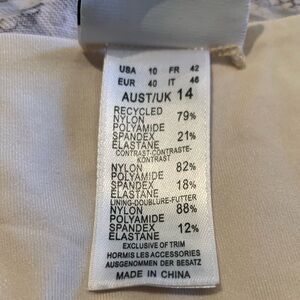 USA 10 FR 42
EUR 40 IT 46
AUST/UK 14
RECYCLED
NYLON 79%
POLYAMIDE
SPANDEX 21%
ELASTANE
CONTRAST-CONTRASTE-
KONTRAST
NYLON 82%
POLYAMIDE
SPANDEX 18%
ELASTANE
LINING-DOUBLURE-FUTTER
NYLON 88%
POLYAMIDE
SPANDEX 12%
ELASTANE
EXCLUSIVE OF TRIM
HORMIS LES ACCESSORIES
AUSGENOMMEN DER BESATZ
MADE IN CHINA